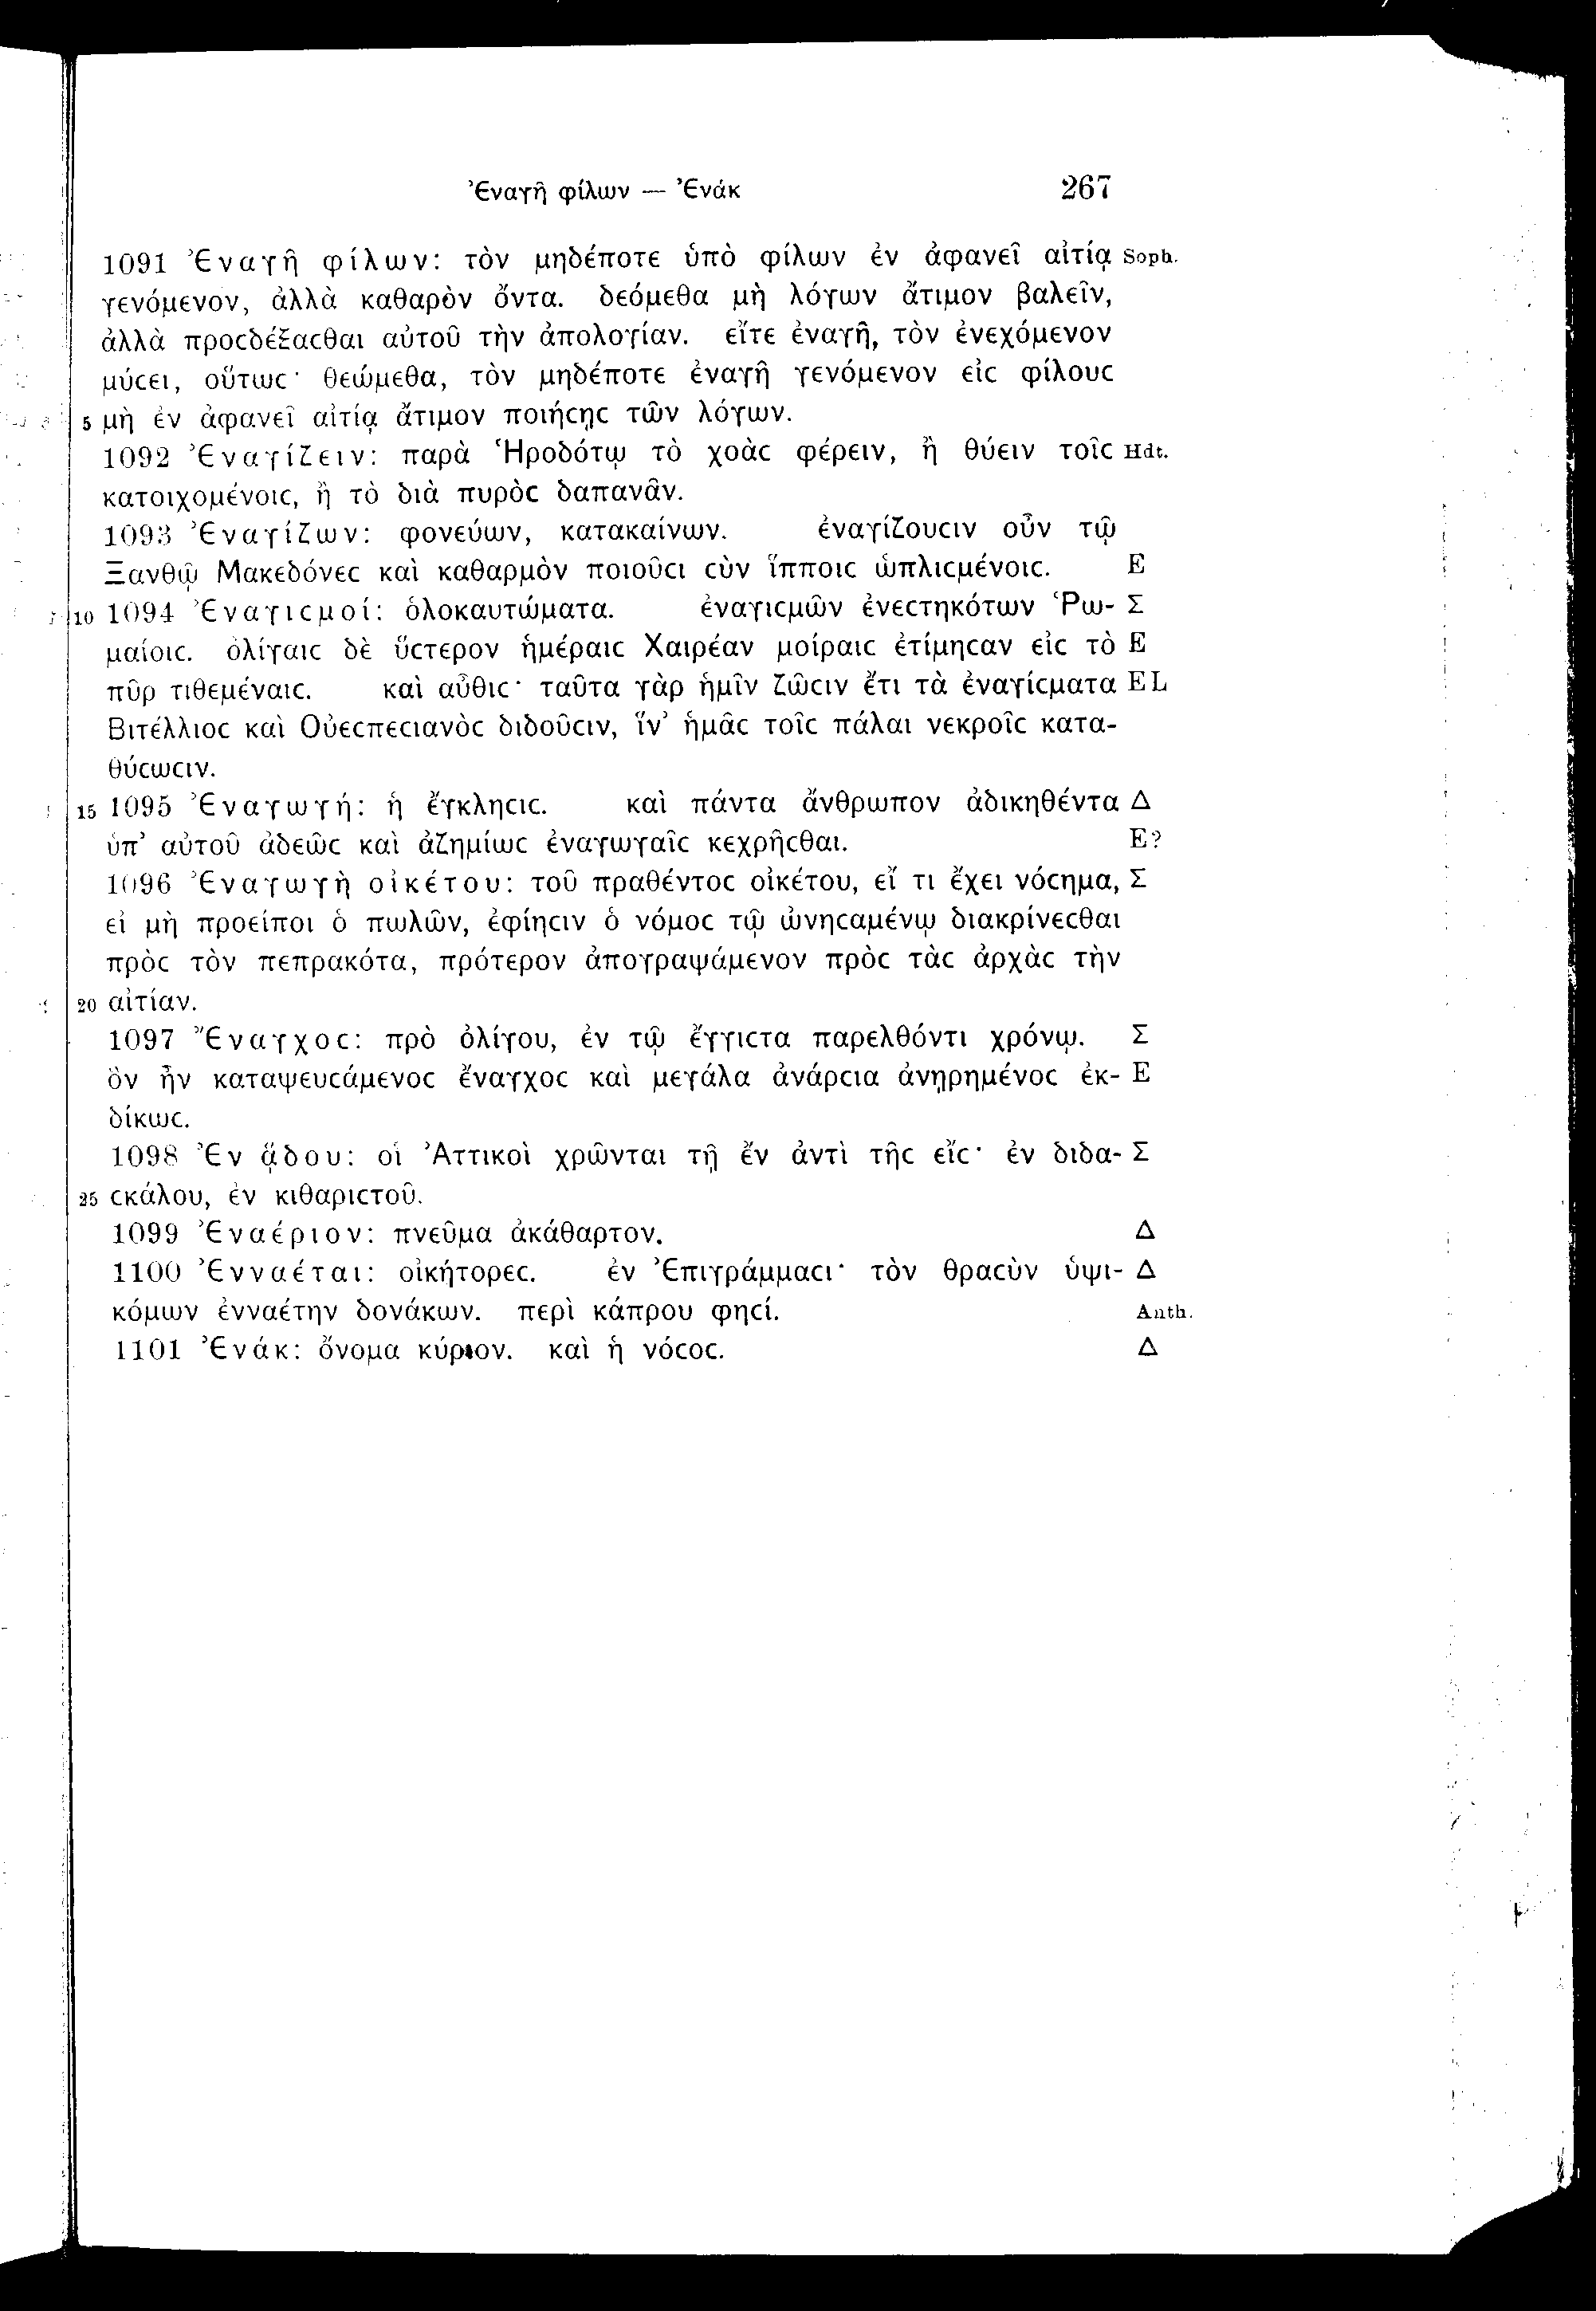 Ἐναγῆ φίλων — Ἐνάκ 267
1091 Ἐναγῆ φίλων: τὸν μηδέποτε ὑπὸ φίλων ἐν ἀφανεῖ αἰτίᾳ Soph.
γενόμενον, ἀλλὰ καθαρὸν ὄντα. δεόμεθα μὴ λόγων ἄτιμον βαλεῖν,
ἀλλὰ προϲδέξαϲθαι αὐτοῦ τὴν ἀπολογίαν. εἴτε ἐναγῆ, τὸν ἐνεχόμενον
μύϲει, οὕτωϲ· θεώμεθα, τὸν μηδέποτε ἐναγῆ γενόμενον εἰϲ φίλουϲ
5 μὴ ἐν ἀφανεῖ αἰτίᾳ ἄτιμον ποιήϲῃϲ τῶν λόγων.
1092 Ἐναγίζειν: παρὰ Ἡροδότῳ τὸ χοὰϲ φέρειν, ἢ θύειν τοῖϲ Hdt.
κατοιχομένοιϲ, ἢ τὸ διὰ πυρὸϲ δαπανᾶν.
1093 Ἐναγίζων: φονεύων, κατακαίνων. ἐναγίζουϲιν οὖν τῷ
Ξανθῷ Μακεδόνεϲ καὶ καθαρμὸν ποιοῦϲι ϲὺν ἵπποιϲ ὡπλιϲμένοιϲ. E
10 1094 Ἐναγιϲμοί: ὁλοκαυτώματα. ἐναγιϲμῶν ἐνεϲτηκότων Ῥω- Σ
μαίοιϲ. ὀλίγαιϲ δὲ ὕϲτερον ἡμέραιϲ Χαιρέαν μοίραιϲ ἐτίμηϲαν εἰϲ τὸ E
πῦρ τιθεμέναιϲ. καὶ αὖθιϲ· ταῦτα γὰρ ἡμῖν ζῶϲιν ἔτι τὰ ἐναγίϲματα EL
Βιτέλλιοϲ καὶ Οὐεϲπεϲιανὸϲ διδοῦϲιν, ἵν’ ἡμᾶϲ τοῖϲ πάλαι νεκροῖϲ κατα-
θύϲωϲιν.
15 1095 Ἐναγωγή: ἡ ἔγκληϲιϲ. καὶ πάντα ἄνθρωπον ἀδικηθέντα Δ
ὑπ’ αὐτοῦ ἀδεῶϲ καὶ ἀζημίωϲ ἐναγωγαῖϲ κεχρῆϲθαι. E?
1096 Ἐναγωγὴ οἰκέτου: τοῦ πραθέντοϲ οἰκέτου, εἴ τι ἔχει νόϲημα, Σ
εἰ μὴ προείποι ὁ πωλῶν, ἐφίηϲιν ὁ νόμοϲ τῷ ὠνηϲαμένῳ διακρίνεϲθαι
πρὸϲ τὸν πεπρακότα, πρότερον ἀπογραψάμενον πρὸϲ τὰϲ ἀρχὰϲ τὴν
20 αἰτίαν.
1097 Ἔναγχοϲ: πρὸ ὀλίγου, ἐν τῷ ἔγγιϲτα παρελθόντι χρόνῳ. Σ
ὃν ἦν καταψευϲάμενοϲ ἔναγχοϲ καὶ μεγάλα ἀνάρϲια ἀνῃρημένοϲ ἐκ- E
δίκωϲ.
1098 Ἐν ᾅδου: οἱ Ἀττικοὶ χρῶνται τῇ ἔν ἀντὶ τῆϲ εἴϲ· ἐν διδα- Σ
25 ϲκάλου, ἐν κιθαριϲτοῦ.
1099 Ἐναέριον: πνεῦμα ἀκάθαρτον. Δ
1100 Ἐνναέται: οἰκήτορεϲ. ἐν Ἐπιγράμμαϲι· τὸν θραϲὺν ὑψι- Δ
κόμων ἐνναέτην δονάκων. περὶ κάπρου φηϲί. Anth.
1101 Ἐνάκ: ὄνομα κύριον. καὶ ἡ νόϲοϲ. Δ